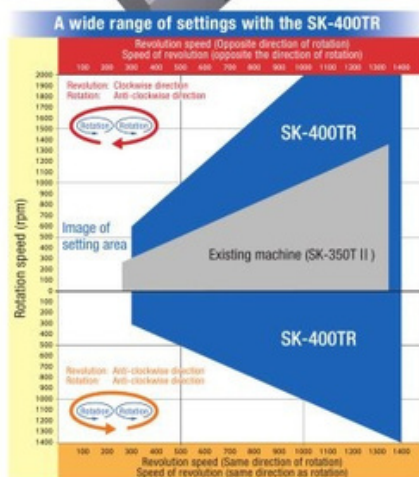 A wide range of settings with the SK-400TR
Revolution speed (Opposite direction of rotation)
Speed of revolution (opposite the direction of rotation)
100 200 300 400 500 600 700 800 900 1000 1100 1200 1300 1400
2000
1900
1800
1700
1600
1500
1400
1300
1200
1100
1000
900
800
700
600
500
400
300
200
100
0
100
200
300
400
500
600
700
800
900
1000
1100
1200
1300
1400
Rotation speed (rpm)
Revolution: Clockwise direction
Rotation: Anti-clockwise direction
Rotation Rotation
SK-400TR
Image of
setting area
Existing machine (SK-350T II)
SK-400TR
Revolution: Anti-clockwise direction
Rotation: Anti-clockwise direction
Rotation Rotation
100 200 300 400 500 600 700 800 900 1000 1100 1200 1300 1400
Revolution speed (Same direction of rotation)
Speed of revolution (same direction as rotation)